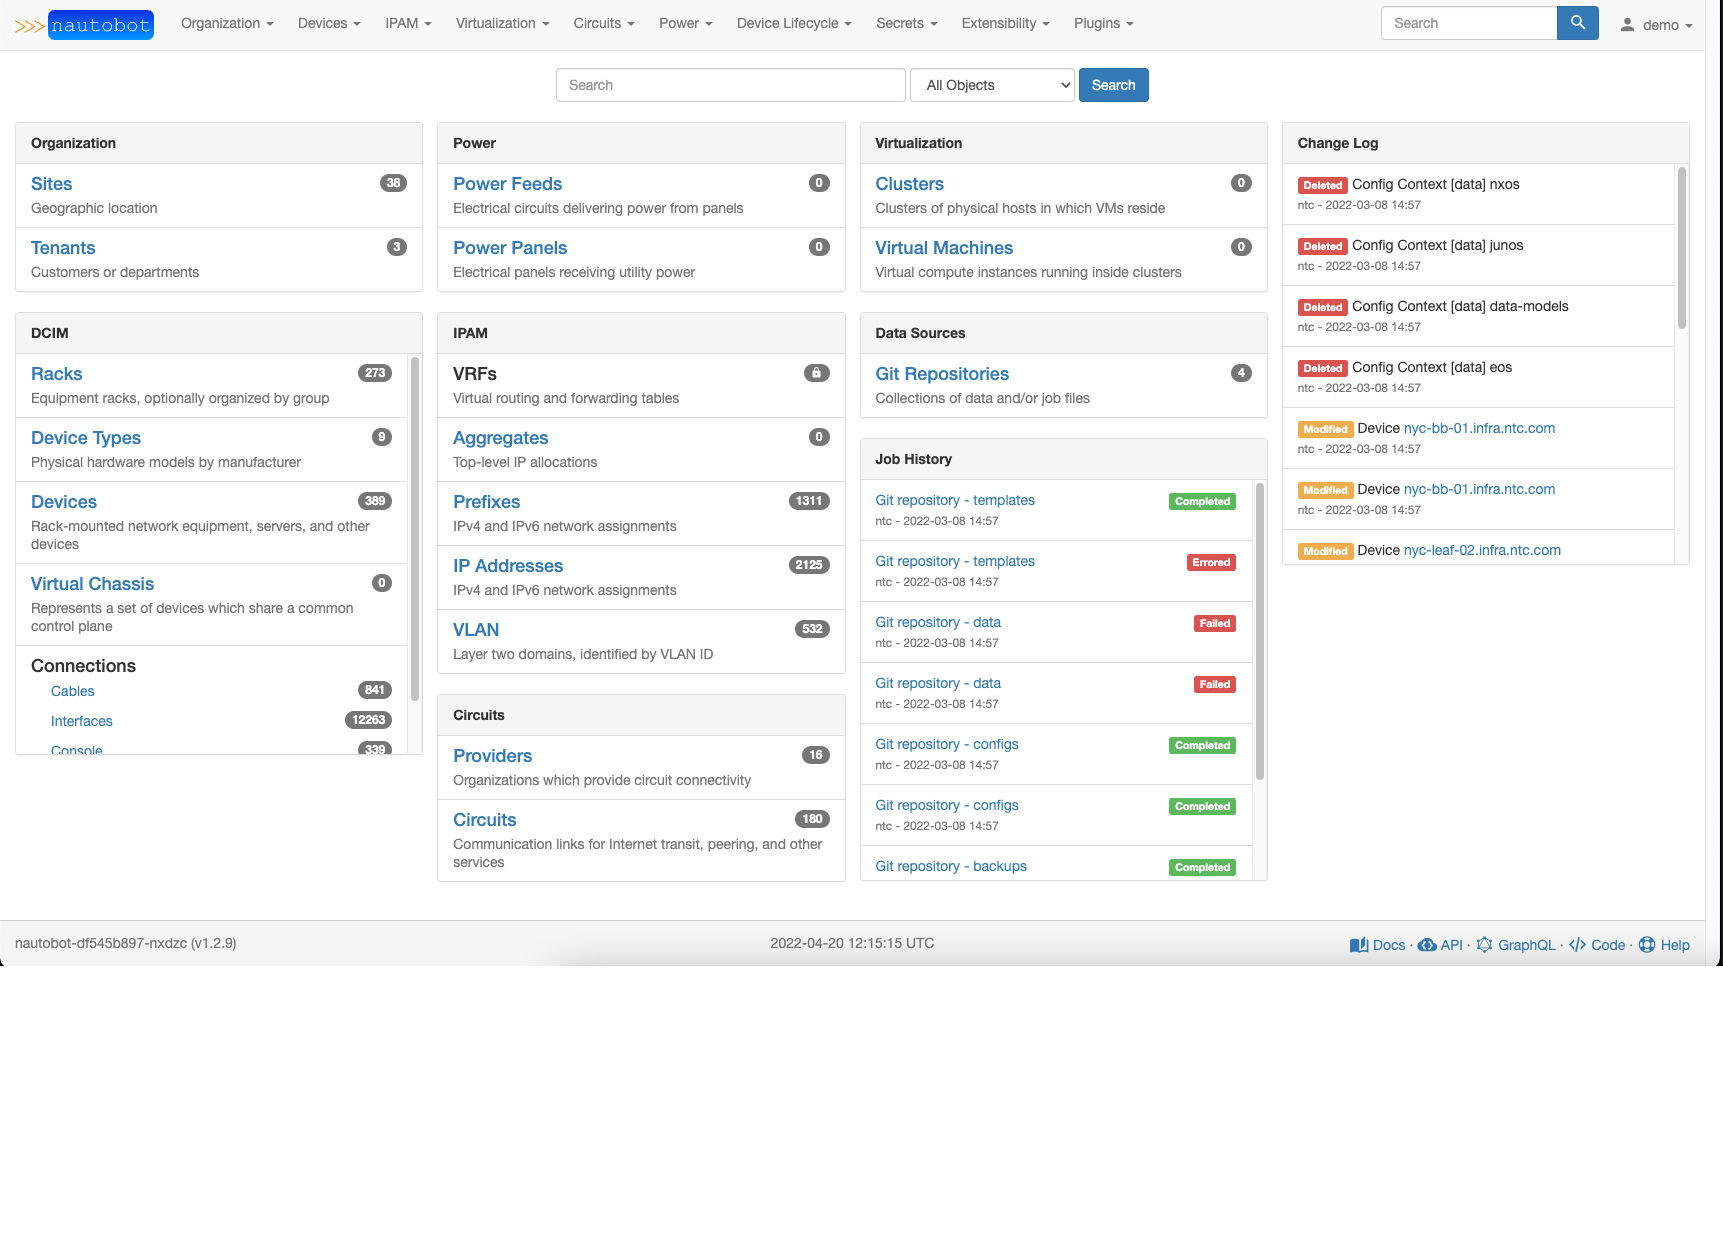 >>> nautobot
Organization Devices IPAM Virtualization Circuits Power Device Lifecycle Secrets Extensibility Plugins Search demo
Search All Objects Search
Organization
Sites 38
Geographic location
Tenants 3
Customers or departments
DCIM
Racks 273
Equipment racks, optionally organized by group
Device Types 9
Physical hardware models by manufacturer
Devices 389
Rack-mounted network equipment, servers, and other
devices
Virtual Chassis 0
Represents a set of devices which share a common
control plane
Connections
Cables 841
Interfaces 12263
Console 339
Power
Power Feeds 0
Electrical circuits delivering power from panels
Power Panels 0
Electrical panels receiving utility power
IPAM
VRFs
Virtual routing and forwarding tables
Aggregates 0
Top-level IP allocations
Prefixes 1311
IPv4 and IPv6 network assignments
IP Addresses 2125
IPv4 and IPv6 network assignments
VLAN 532
Layer two domains, identified by VLAN ID
Circuits
Providers 16
Organizations which provide circuit connectivity
Circuits 180
Communication links for Internet transit, peering, and other
services
Virtualization
Clusters 0
Clusters of physical hosts in which VMs reside
Virtual Machines 0
Virtual compute instances running inside clusters
Data Sources
Git Repositories 4
Collections of data and/or job files
Job History
Git repository - templates Completed
ntc - 2022-03-08 14:57
Git repository - templates Errored
ntc - 2022-03-08 14:57
Git repository - data Failed
ntc - 2022-03-08 14:57
Git repository - data Failed
ntc - 2022-03-08 14:57
Git repository - configs Completed
ntc - 2022-03-08 14:57
Git repository - configs Completed
ntc - 2022-03-08 14:57
Git repository - backups Completed
Change Log
Deleted Config Context [data] nxos
ntc - 2022-03-08 14:57
Deleted Config Context [data] junos
ntc - 2022-03-08 14:57
Deleted Config Context [data] data-models
ntc - 2022-03-08 14:57
Deleted Config Context [data] eos
ntc - 2022-03-08 14:57
Modified Device nyc-bb-01.infra.ntc.com
ntc - 2022-03-08 14:57
Modified Device nyc-bb-01.infra.ntc.com
ntc - 2022-03-08 14:57
Modified Device nyc-leaf-02.infra.ntc.com
nautobot-df545b897-nxdzc (v1.2.9) 2022-04-20 12:15:15 UTC Docs · API · GraphQL · Code · Help